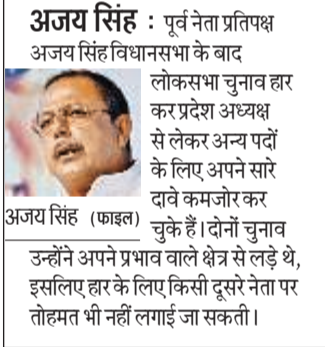 अजय सिंह : पूर्व नेता प्रतिपक्ष
अजय सिंह विधानसभा के बाद
लोकसभा चुनाव हार
कर प्रदेश अध्यक्ष
से लेकर अन्य पदों
के लिए अपने सारे
दावे कमजोर कर
अजय सिंह (फाइल)
चुके हैं। दोनों चुनाव
उन्होंने अपने प्रभाव वाले क्षेत्र से लड़े थे,
इसलिए हार के लिए किसी दूसरे नेता पर
तोहमत भी नहीं लगाई जा सकती।